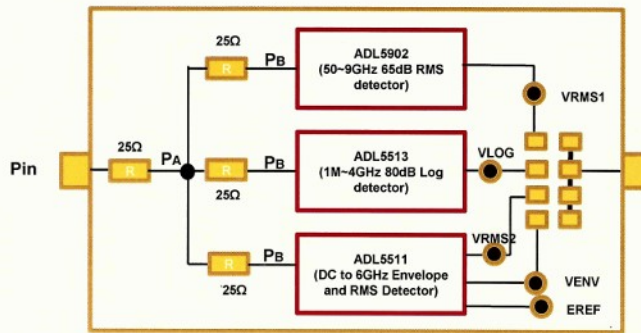 25Ω
R
PB
ADL5902
(50~9GHz 65dB RMS
detector)
VRMS1
Pin
25Ω
R
PA
R
25Ω
PB
ADL5513
(1M~4GHz 80dB Log
detector)
VLOG
R
25Ω
PB
ADL5511
(DC to 6GHz Envelope
and RMS Detector)
VRMS2
VENV
EREF